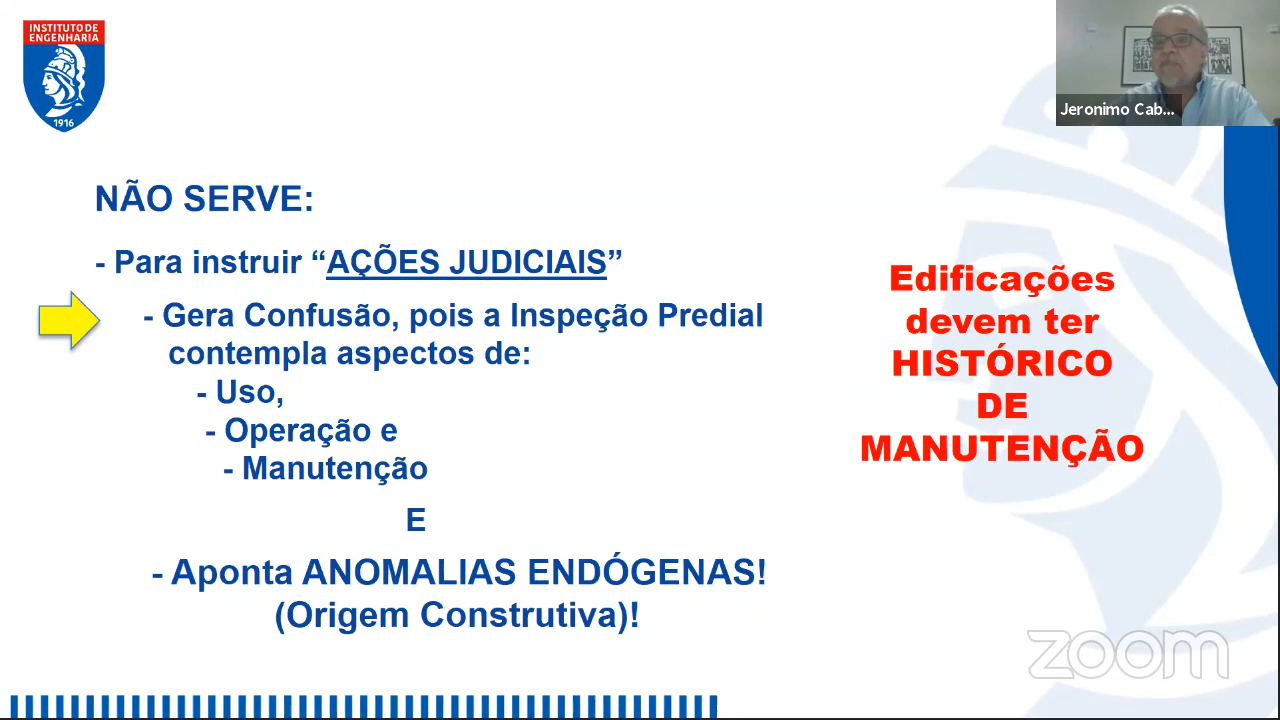 INSTITUTO DE
ENGENHARIA
1916
Jeronimo Cab...
NÃO SERVE:
- Para instruir “AÇÕES JUDICIAIS”
- Gera Confusão, pois a Inspeção Predial
contempla aspectos de:
- Uso,
- Operação e
- Manutenção
E
- Aponta ANOMALIAS ENDÓGENAS!
(Origem Construtiva)!
Edificações
devem ter
HISTÓRICO
DE
MANUTENÇÃO
zoom